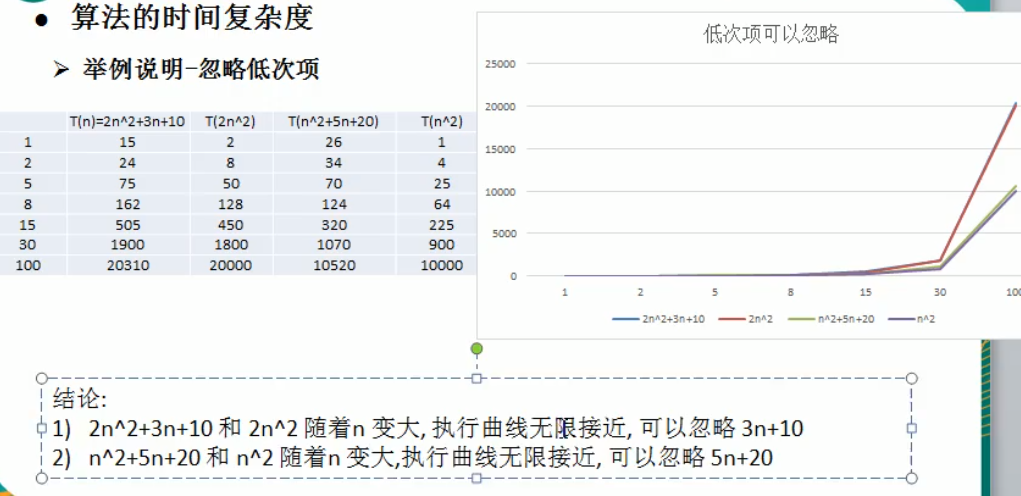 • 算法的时间复杂度
➢ 举例说明-忽略低次项
T(n)=2n^2+3n+10 T(2n^2) T(n^2+5n+20) T(n^2)
1 15 2 26 1
2 24 8 34 4
5 75 50 70 25
8 162 128 124 64
15 505 450 320 225
30 1900 1800 1070 900
100 20310 20000 10520 10000
低次项可以忽略
25000
20000
15000
10000
5000
0
1 2 5 8 15 30 100
2n^2+3n+10 2n^2 n^2+5n+20 n^2
结论:
1) 2n^2+3n+10 和 2n^2 随着n 变大, 执行曲线无限接近, 可以忽略 3n+10
2) n^2+5n+20 和 n^2 随着n 变大,执行曲线无限接近, 可以忽略 5n+20